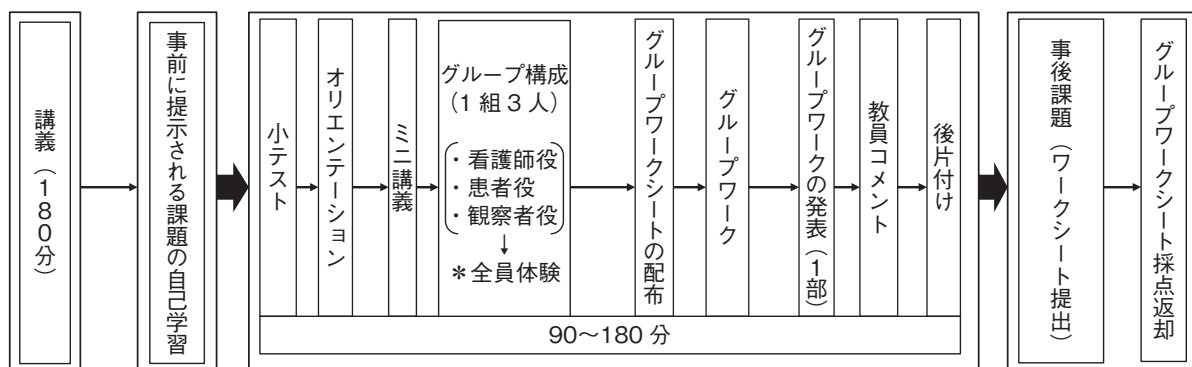 講義（180分）
事前に提示される課題の自己学習
小テスト
オリエンテーション
ミニ講義
グループ構成
（1組3人）
・看護師役
・患者役
・観察者役
＊全員体験
グループワークシートの配布
グループワーク
グループワークの発表（1部）
教員コメント
後片付け
90〜180分
事後課題（ワークシート提出）
グループワークシート採点返却